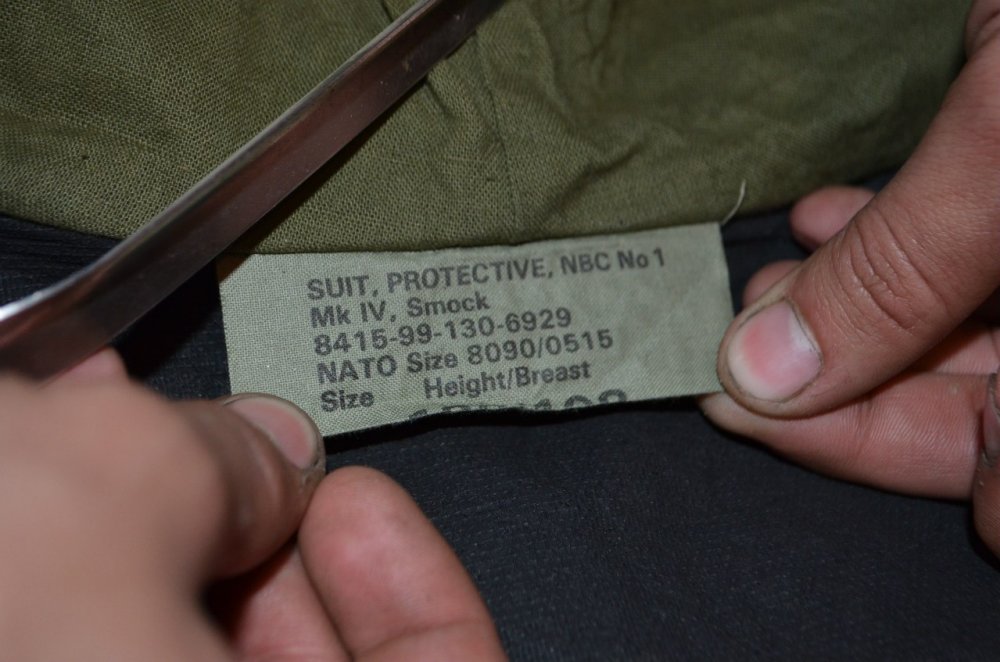 SUIT, PROTECTIVE, NBC No 1
Mk IV, Smock
8415-99-130-6929
NATO Size 8090/0515
Size Height/Breast